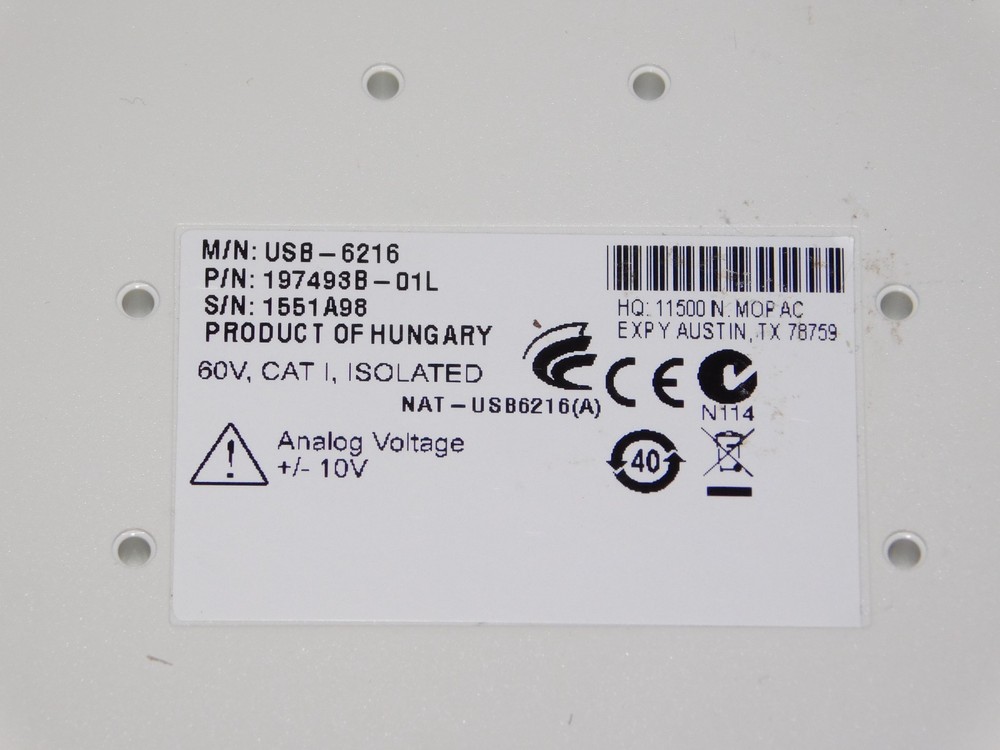 M/N: USB-6216
P/N: 197493B-01L
S/N: 1551A98
PRODUCT OF HUNGARY
HQ: 11500 N. MOPAC
EXPY AUSTIN, TX 78759
60V, CAT I, ISOLATED
CE
N114
NAT-USB6216(A)
Analog Voltage
+/- 10V
40